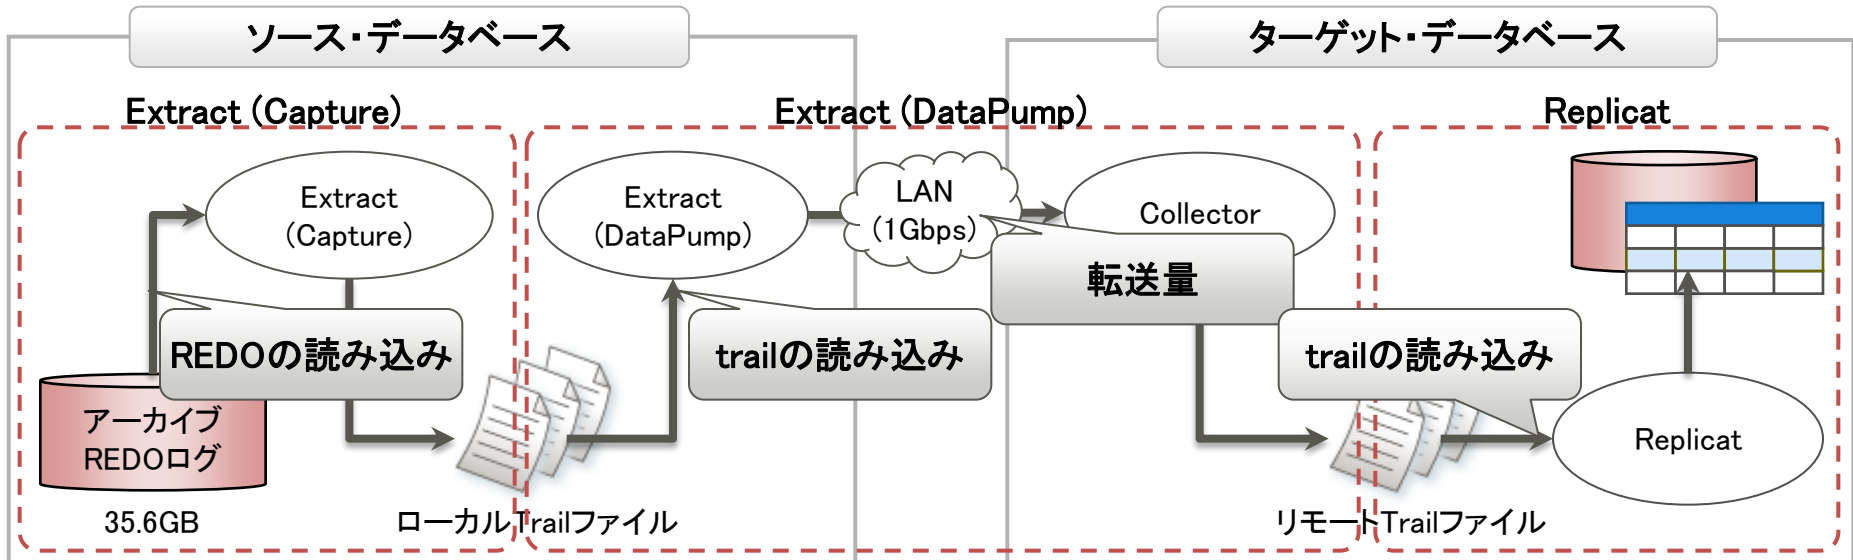 ソース・データベース
ターゲット・データベース
Extract (Capture)
Extract (DataPump)
Replicat
Extract
(Capture)
Extract
(DataPump)
LAN
(1Gbps)
Collector
転送量
REDOの読み込み
trailの読み込み
trailの読み込み
アーカイブ
REDOログ
Replicat
35.6GB
ローカルTrailファイル
リモートTrailファイル